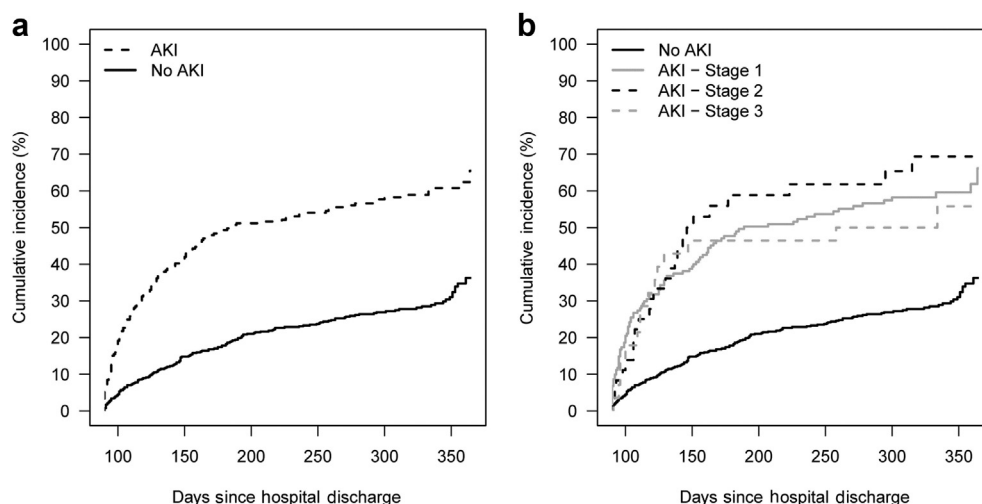 a
AKI
No AKI
Cumulative incidence (%)
100
90
80
70
60
50
40
30
20
10
0
100 150 200 250 300 350
Days since hospital discharge
b
No AKI
AKI – Stage 1
AKI – Stage 2
AKI – Stage 3
Cumulative incidence (%)
100
90
80
70
60
50
40
30
20
10
0
100 150 200 250 300 350
Days since hospital discharge